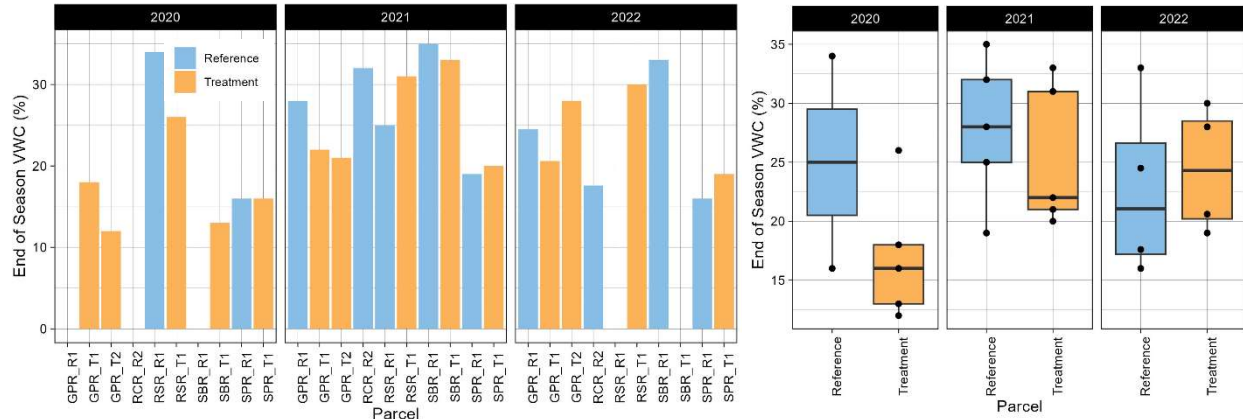 2020 2021 2022
Reference
Treatment
End of Season VWC (%)
30
20
10
0
GPR_R1 GPR_T1 GPR_T2 RCR_R2 RSR_R1 RSR_T1 SBR_R1 SBR_T1 SPR_R1 SPR_T1
GPR_R1 GPR_T1 GPR_T2 RCR_R2 RSR_R1 RSR_T1 SBR_R1 SBR_T1 SPR_R1 SPR_T1
GPR_R1 GPR_T1 GPR_T2 RCR_R2 RSR_R1 RSR_T1 SBR_R1 SBR_T1 SPR_R1 SPR_T1
Parcel
2020 2021 2022
End of Season VWC (%)
35
30
25
20
15
Reference Treatment Reference Treatment Reference Treatment
Parcel